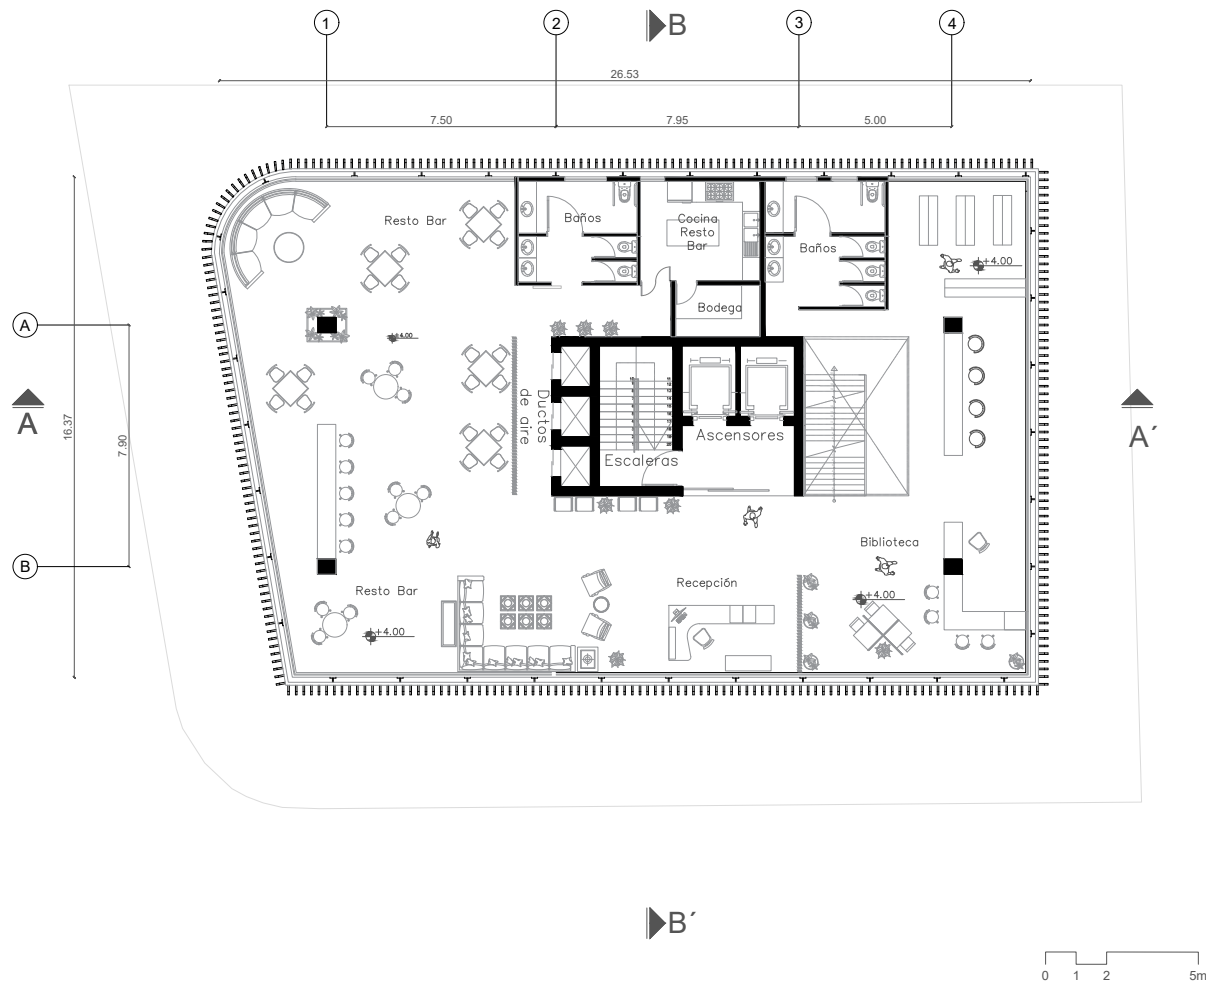 1
2
B
3
4
26.53
7.50
7.95
5.00
Resto Bar
Baños
Cocina
Resto
Bar
Baños
+4.00
Bodega
A
+4.00
Ductos
de aire
A
16.37
7.90
Ascensores
A´
Escaleras
Biblioteca
B
Recepción
Resto Bar
+4.00
+4.00
B´
0 1 2 5m